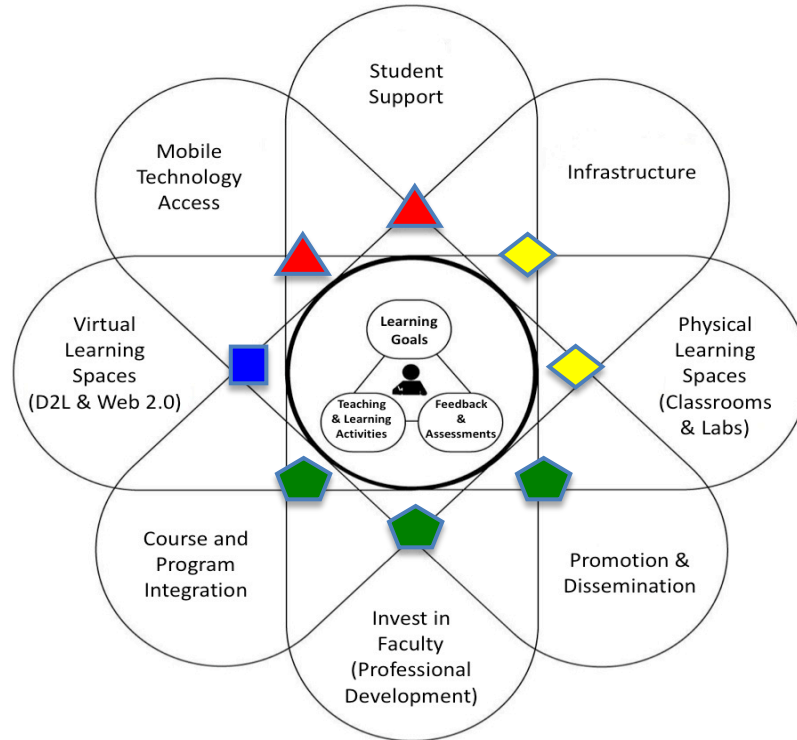 Student
Support
Mobile
Technology
Access
Infrastructure
Learning
Goals
Virtual
Learning
Spaces
(D2L & Web 2.0)
Physical
Learning
Spaces
(Classrooms
& Labs)
Teaching
& Learning
Activities
Feedback
&
Assessments
Course and
Program
Integration
Promotion &
Dissemination
Invest in
Faculty
(Professional
Development)